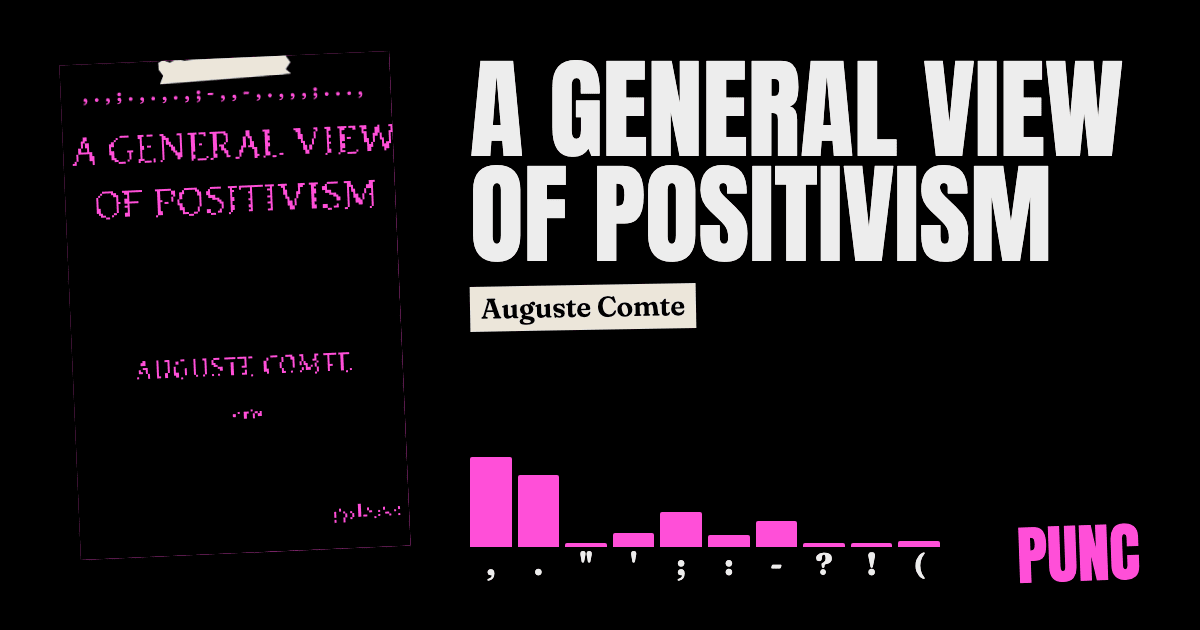 ,.,;.,.,.,;-,,-,.,,,;...,
A GENERAL VIEW
OF POSITIVISM
AUGUSTE COMTE
A GENERAL VIEW
OF POSITIVISM
Auguste Comte
, . " ' ; : - ? ! (
PUNC